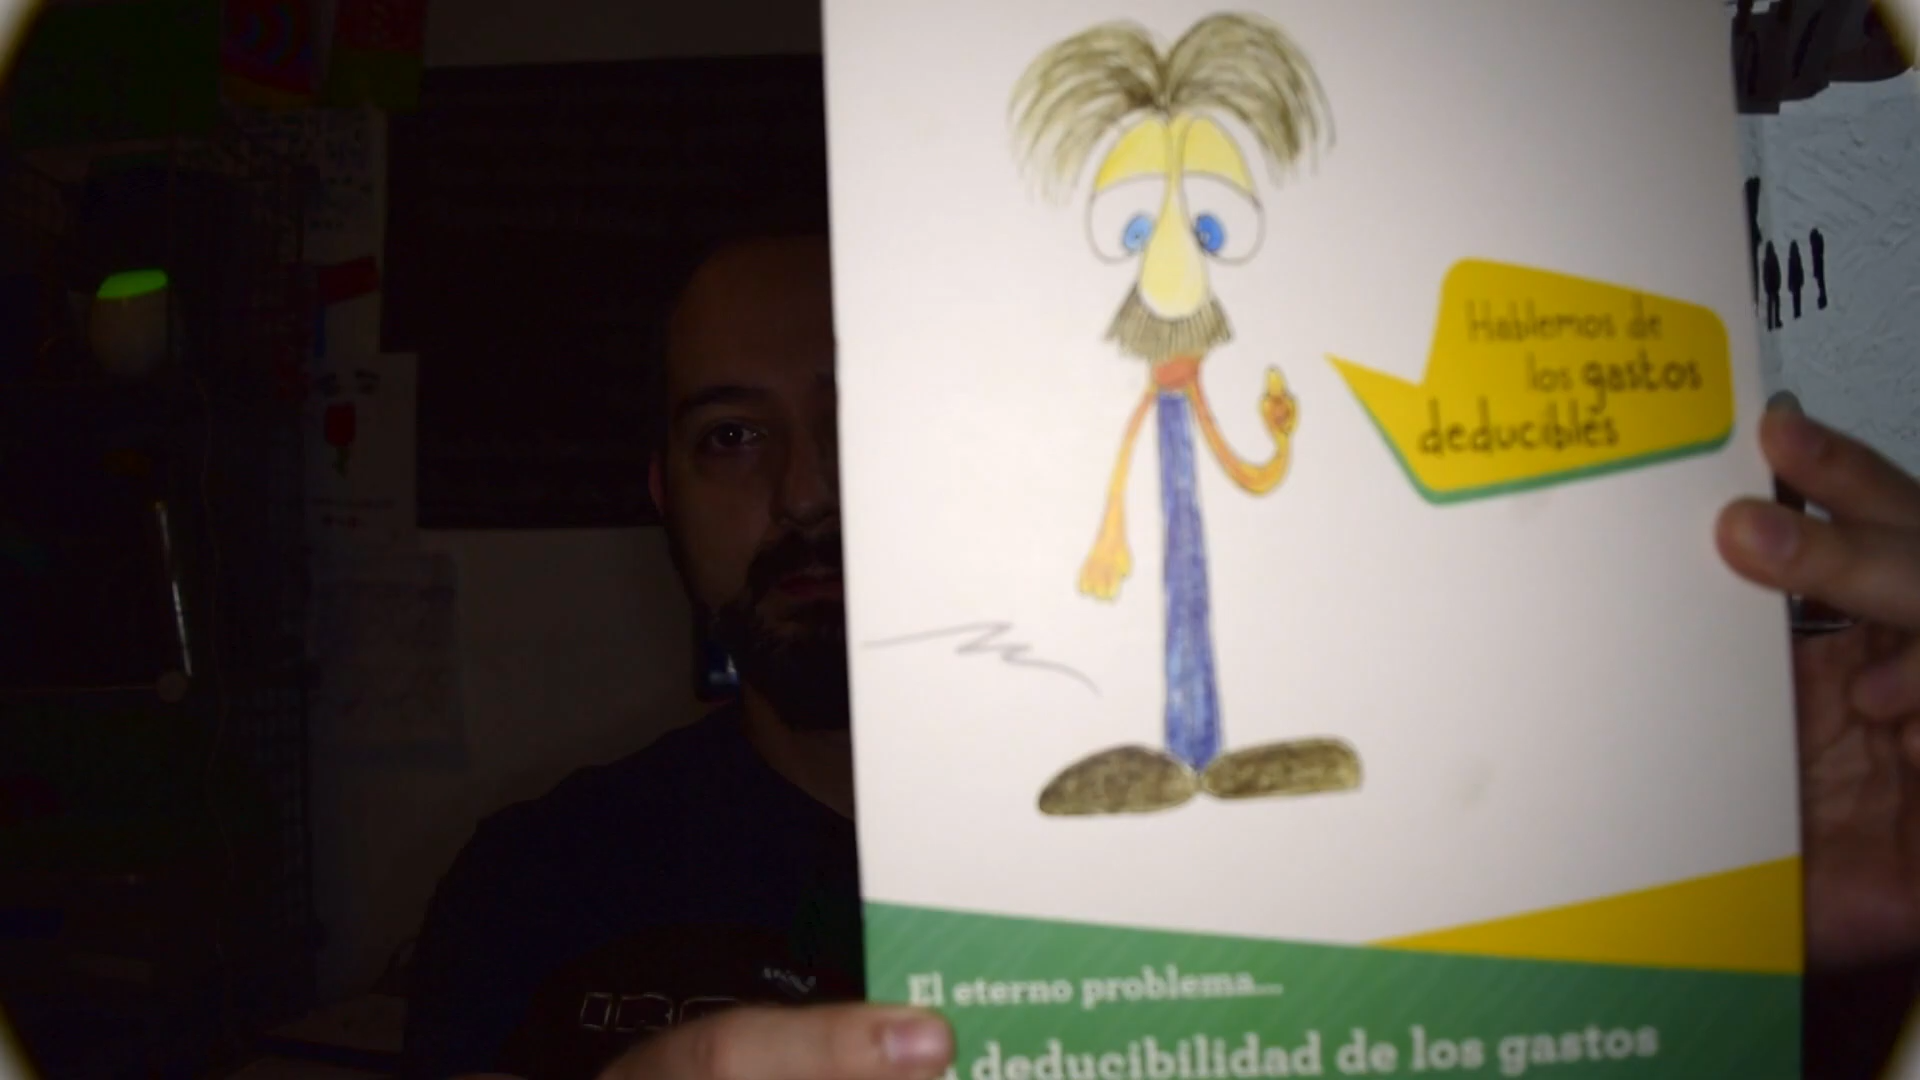 Hablemos de
los gastos
deducibles
El eterno problema...
deducibilidad de los gastos